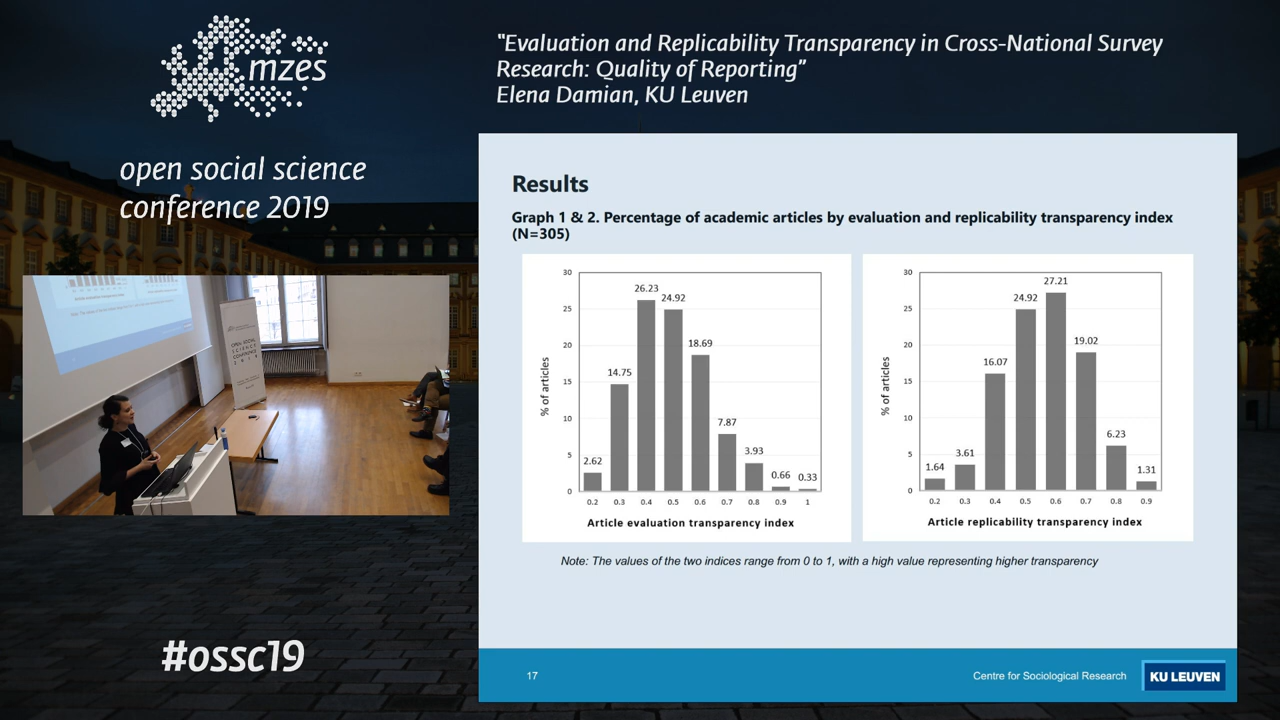 mzes
open social science
conference 2019
"Evaluation and Replicability Transparency in Cross-National Survey
Research: Quality of Reporting"
Elena Damian, KU Leuven
Results
Graph 1 & 2. Percentage of academic articles by evaluation and replicability transparency index
(N=305)
30
25
20
15
10
5
0
% of articles
2.62
14.75
26.23
24.92
18.69
7.87
3.93
0.66
0.33
0.2 0.3 0.4 0.5 0.6 0.7 0.8 0.9 1
Article evaluation transparency index
30
25
20
15
10
5
0
% of articles
1.64
3.61
16.07
24.92
27.21
19.02
6.23
1.31
0.2 0.3 0.4 0.5 0.6 0.7 0.8 0.9
Article replicability transparency index
Note: The values of the two indices range from 0 to 1, with a high value representing higher transparency
OPEN SOCIAL
SCIENCE
CONFERENCE
2019
#ossc19
17
Centre for Sociological Research
KU LEUVEN